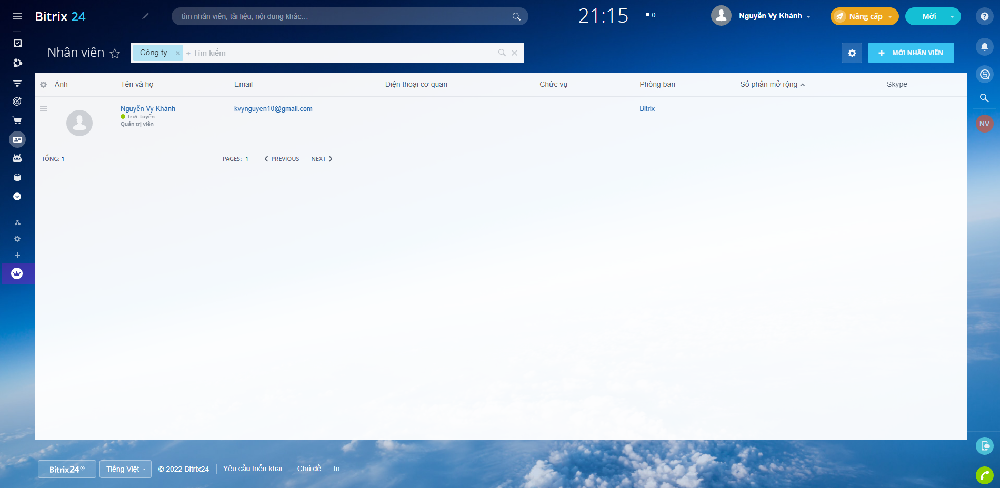 Bitrix 24
tìm nhân viên, tài liệu, nội dung khác...
21:15
0
Nguyễn Vy Khánh
Nâng cấp
Mời
Nhân viên
Công ty
+ Tìm kiếm
MỜI NHÂN VIÊN
Ảnh Tên và họ Email Điện thoại cơ quan Chức vụ Phòng ban Số phần mở rộng Skype
Nguyễn Vy Khánh kvynguyen10@gmail.com Bitrix
Trực tuyến
Quản trị viên
NV
TỔNG: 1 PAGES: 1 PREVIOUS NEXT
Bitrix24 Tiếng Việt © 2022 Bitrix24 Yêu cầu triển khai Chủ đề In